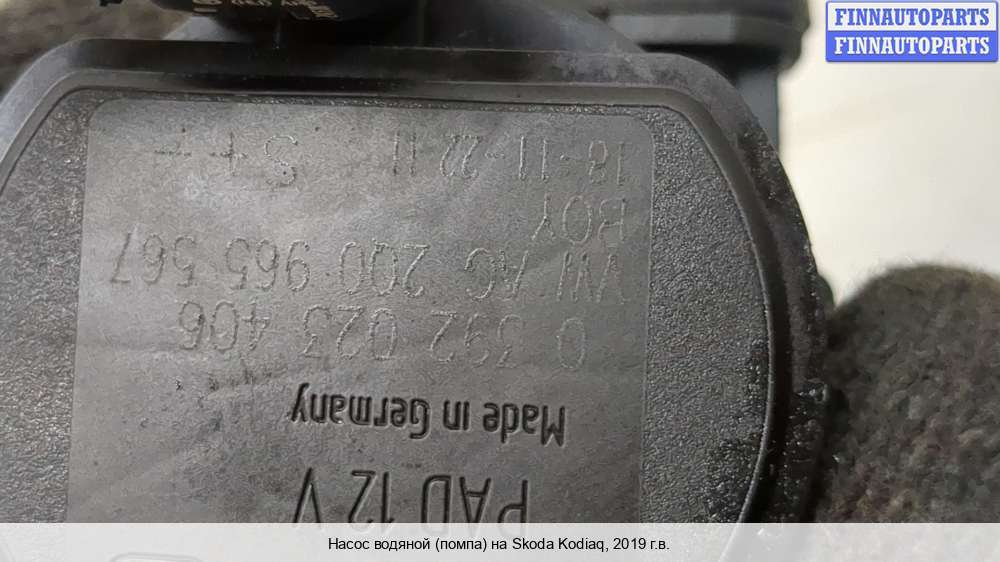 FINNAUTOPARTS
FINNAUTOPARTS
PAD 12 V
Made in Germany
0 392 023 406
VW AG 2Q0 965 567
BOY
18-11-22 11 S++
Насос водяной (помпа) на Skoda Kodiaq, 2019 г.в.